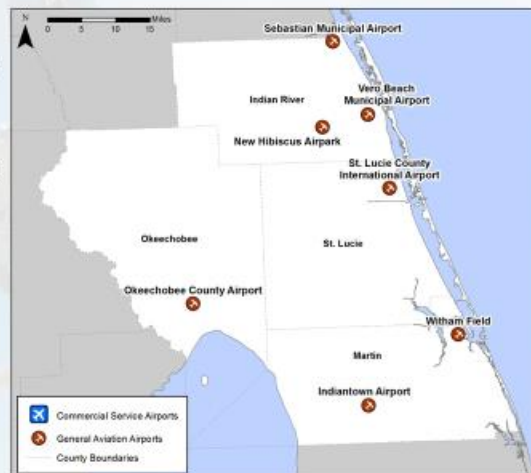 N
0 5 10 15
Miles
Sebastian Municipal Airport
Indian River
Vero Beach
Municipal Airport
New Hibiscus Airpark
St. Lucie County
International Airport
Okeechobee
St. Lucie
Okeechobee County Airport
Witham Field
Martin
Indiantown Airport
Commercial Service Airports
General Aviation Airports
County Boundaries